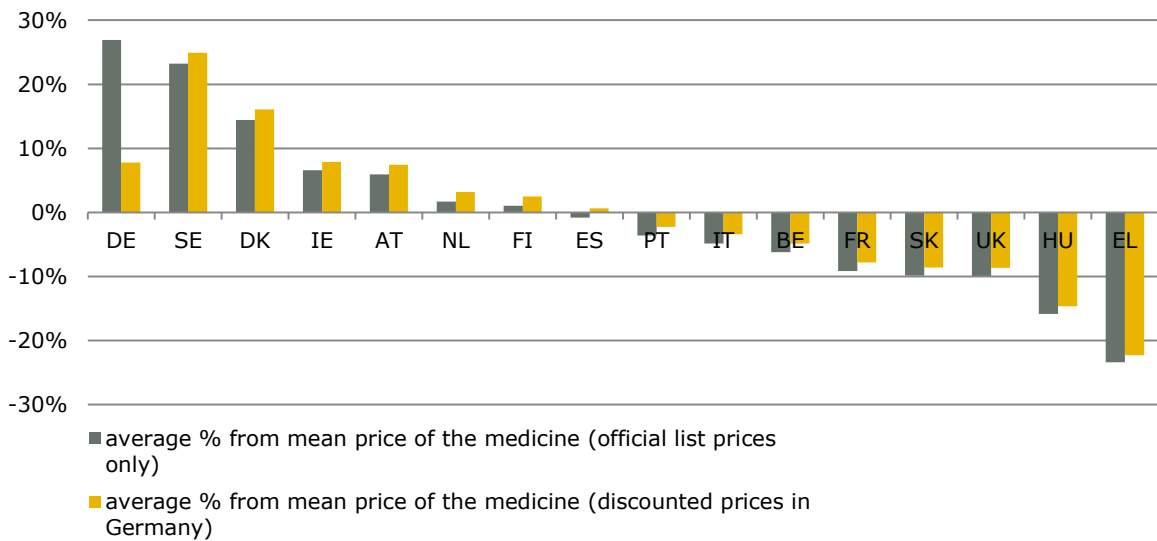 30%
20%
10%
0%
-10%
-20%
-30%
DE SE DK IE AT NL FI ES PT IT BE FR SK UK HU EL
average % from mean price of the medicine (official list prices
only)
average % from mean price of the medicine (discounted prices in
Germany)